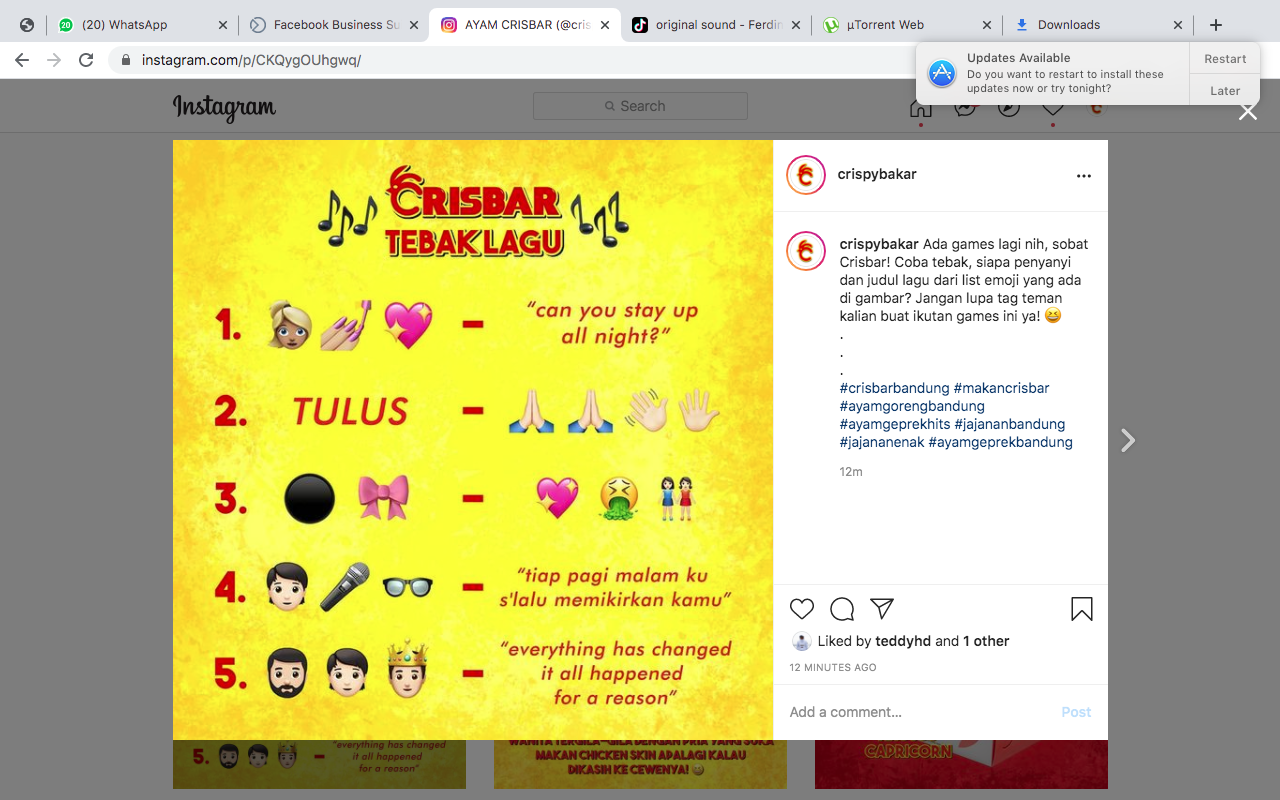 (20) WhatsApp
Facebook Business Su
AYAM CRISBAR (@cris
original sound - Ferdin
µTorrent Web
Downloads
instagram.com/p/CKQygOUhgwq/
Updates Available
Do you want to restart to install these
updates now or try tonight?
Restart
Later
Instagram
Search
CRISBAR
TEBAK LAGU
1. - "can you stay up
all night?"
2. TULUS -
3. -
4. - "tiap pagi malam ku
s'lalu memikirkan kamu"
5. - "everything has changed
it all happened
for a reason"
crispybakar
crispybakar Ada games lagi nih, sobat
Crisbar! Coba tebak, siapa penyanyi
dan judul lagu dari list emoji yang ada
di gambar? Jangan lupa tag teman
kalian buat ikutan games ini ya! 😆
.
.
.
#crisbarbandung #makancrisbar
#ayamgorengbandung
#ayamgeprekhits #jajananbandung
#jajananenak #ayamgeprekbandung
12m
Liked by teddyhd and 1 other
12 MINUTES AGO
Add a comment...
Post
5. - "everything has changed
it all happened
for a reason"
WANITA TERGILA-GILA DENGAN PRIA YANG SUKA
MAKAN CHICKEN SKIN APALAGI KALAU
DIKASIH KE CEWENYA!
CAPRICORN